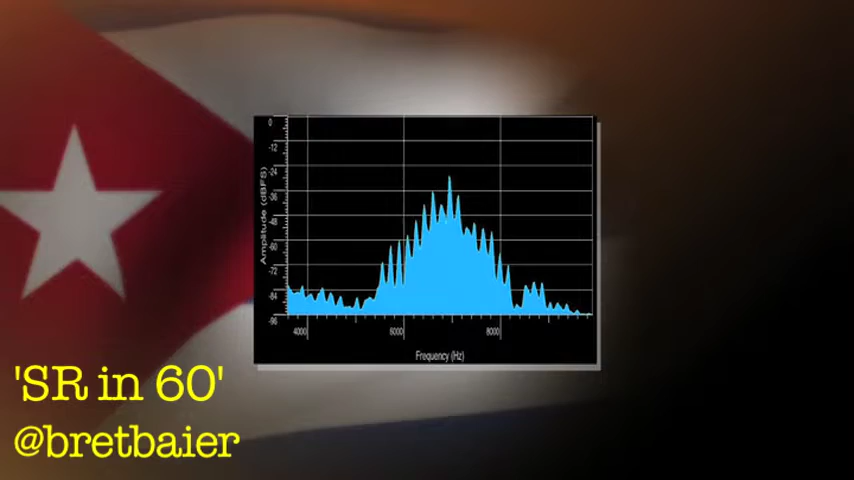 0
-12
-24
-36
-48
-60
-72
-84
-96
Amplitude (dBFS)
4000 6000 8000
Frequency (Hz)
'SR in 60'
@bretbaier